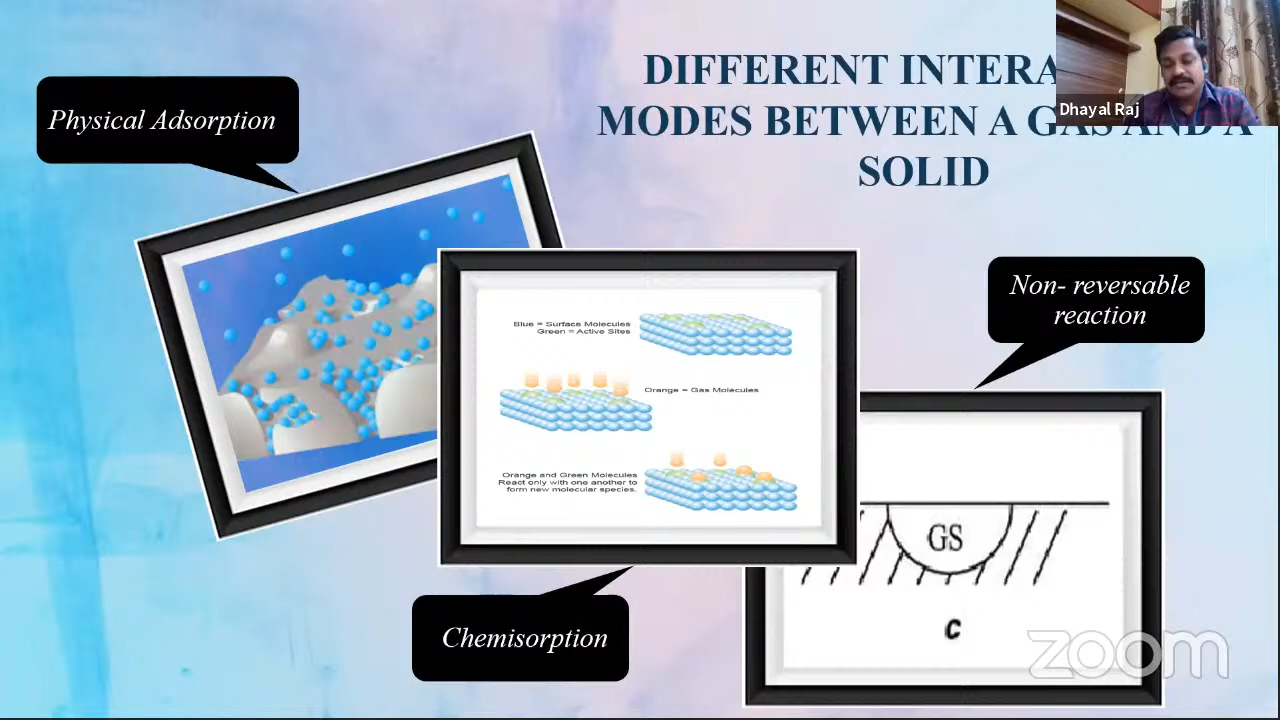 DIFFERENT INTERA
MODES BETWEEN A GAS AND A
SOLID
Dhayal Raj
Physical Adsorption
Non- reversable
reaction
Blue = Surface Molecules
Green = Active Sites
Orange = Gas Molecules
Orange and Green Molecules
React only with one another to
form new molecular species.
GS
c
Chemisorption
zoom